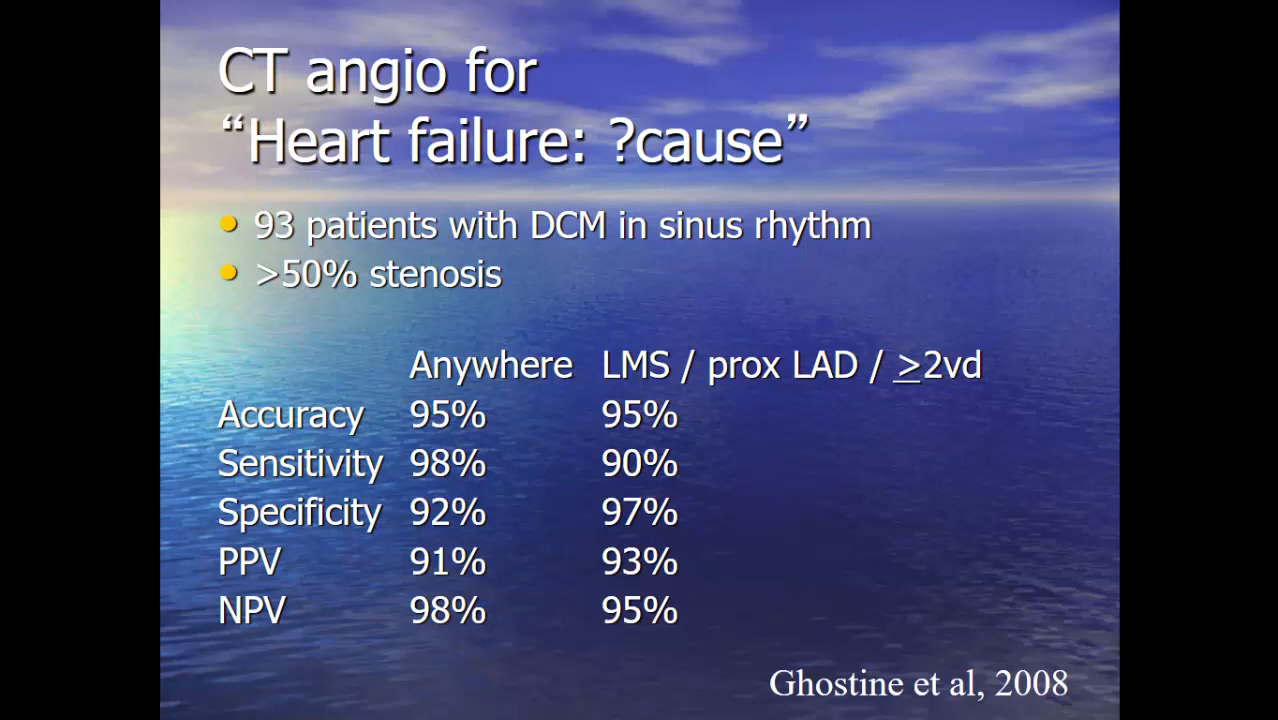 CT angio for
“Heart failure: ?cause”
• 93 patients with DCM in sinus rhythm
• >50% stenosis
Anywhere LMS / prox LAD / >2vd
Accuracy 95% 95%
Sensitivity 98% 90%
Specificity 92% 97%
PPV 91% 93%
NPV 98% 95%
Ghostine et al, 2008